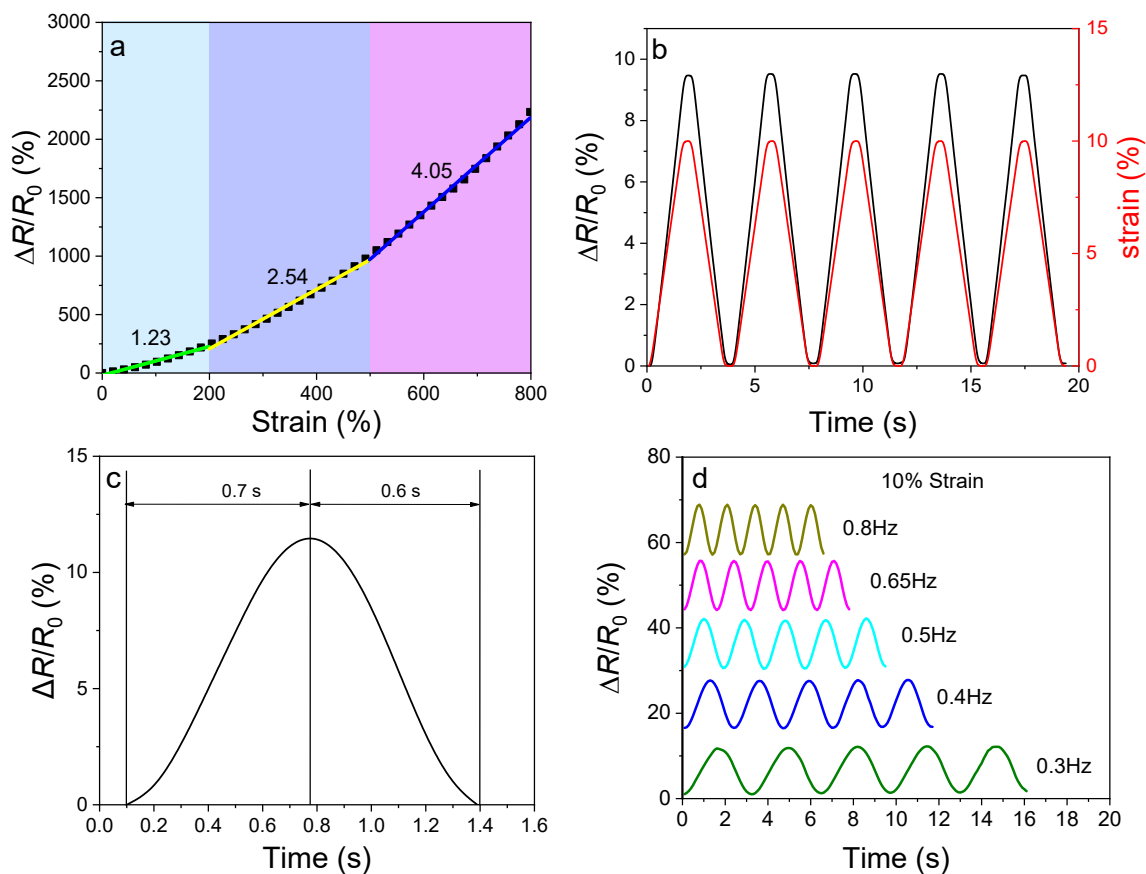 a
3000
2500
2000
1500
1000
500
0
ΔR/R0 (%)
1.23
2.54
4.05
0 200 400 600 800
Strain (%)
b
10
8
6
4
2
0
ΔR/R0 (%)
15
10
5
0
strain (%)
0 5 10 15 20
Time (s)
c
15
10
5
0
ΔR/R0 (%)
0.7 s
0.6 s
0.0 0.2 0.4 0.6 0.8 1.0 1.2 1.4 1.6
Time (s)
d
80
60
40
20
0
ΔR/R0 (%)
10% Strain
0.8Hz
0.65Hz
0.5Hz
0.4Hz
0.3Hz
0 2 4 6 8 10 12 14 16 18 20
Time (s)